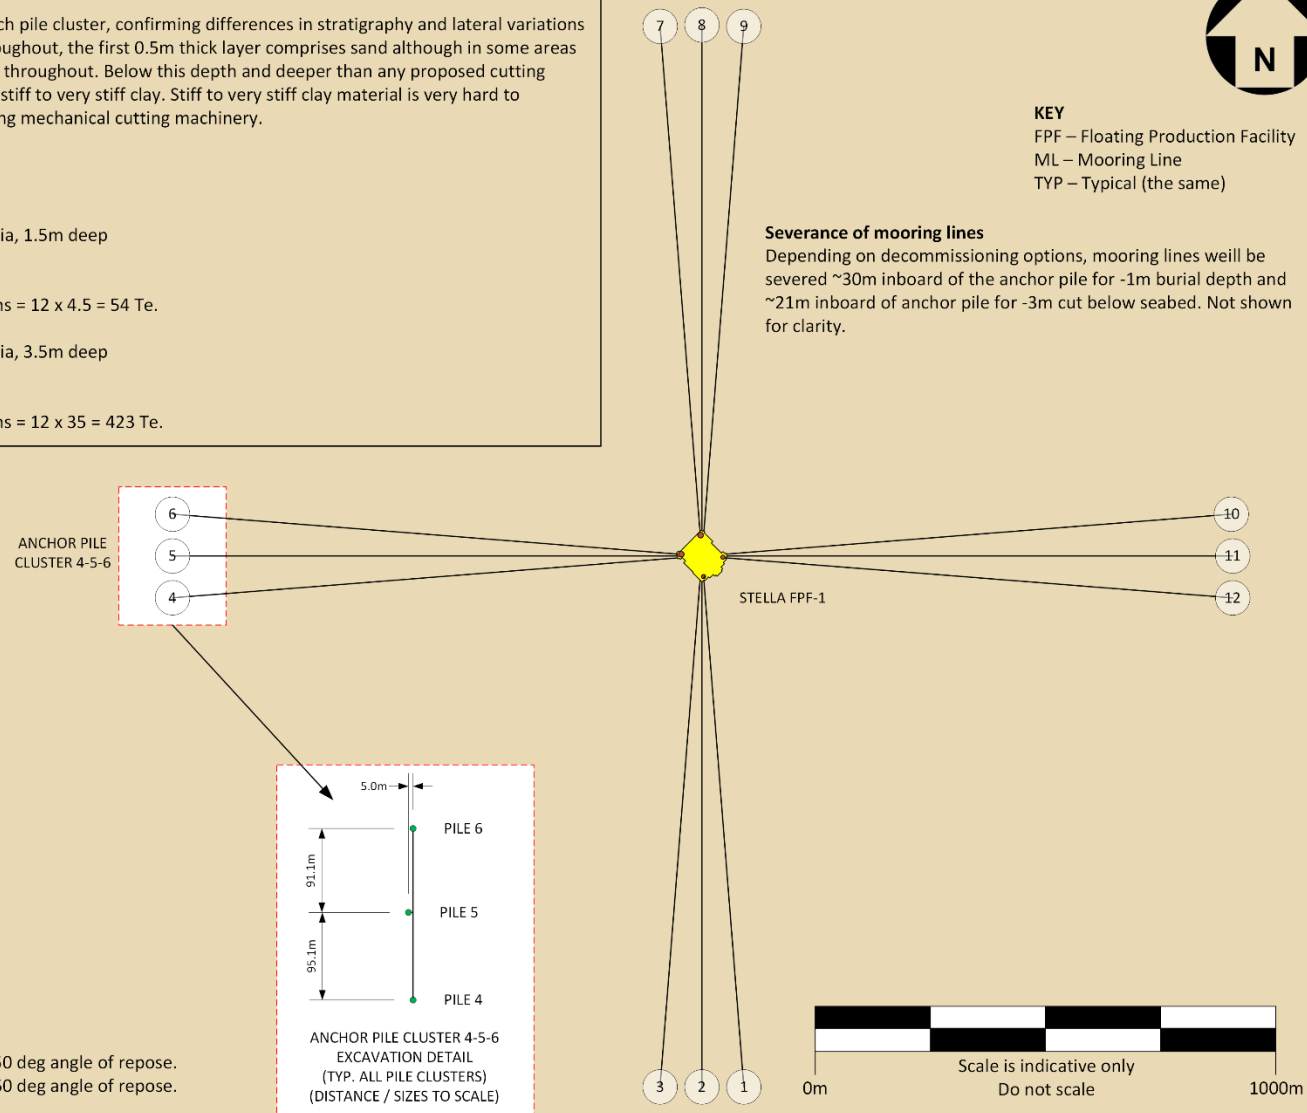 ch pile cluster, confirming differences in stratigraphy and lateral variations
oughout, the first 0.5m thick layer comprises sand although in some areas
throughout. Below this depth and deeper than any proposed cutting
stiff to very stiff clay. Stiff to very stiff clay material is very hard to
ng mechanical cutting machinery.
ia, 1.5m deep
ns = 12 x 4.5 = 54 Te.
ia, 3.5m deep
ns = 12 x 35 = 423 Te.
7 8 9
N
KEY
FPF – Floating Production Facility
ML – Mooring Line
TYP – Typical (the same)
Severance of mooring lines
Depending on decommissioning options, mooring lines weill be
severed ~30m inboard of the anchor pile for -1m burial depth and
~21m inboard of anchor pile for -3m cut below seabed. Not shown
for clarity.
ANCHOR PILE
CLUSTER 4-5-6
6
5
4
10
11
12
STELLA FPF-1
5.0m
PILE 6
91.1m
PILE 5
95.1m
PILE 4
ANCHOR PILE CLUSTER 4-5-6
EXCAVATION DETAIL
(TYP. ALL PILE CLUSTERS)
(DISTANCE / SIZES TO SCALE)
60 deg angle of repose.
60 deg angle of repose.
3 2 1
Scale is indicative only
Do not scale
0m
1000m